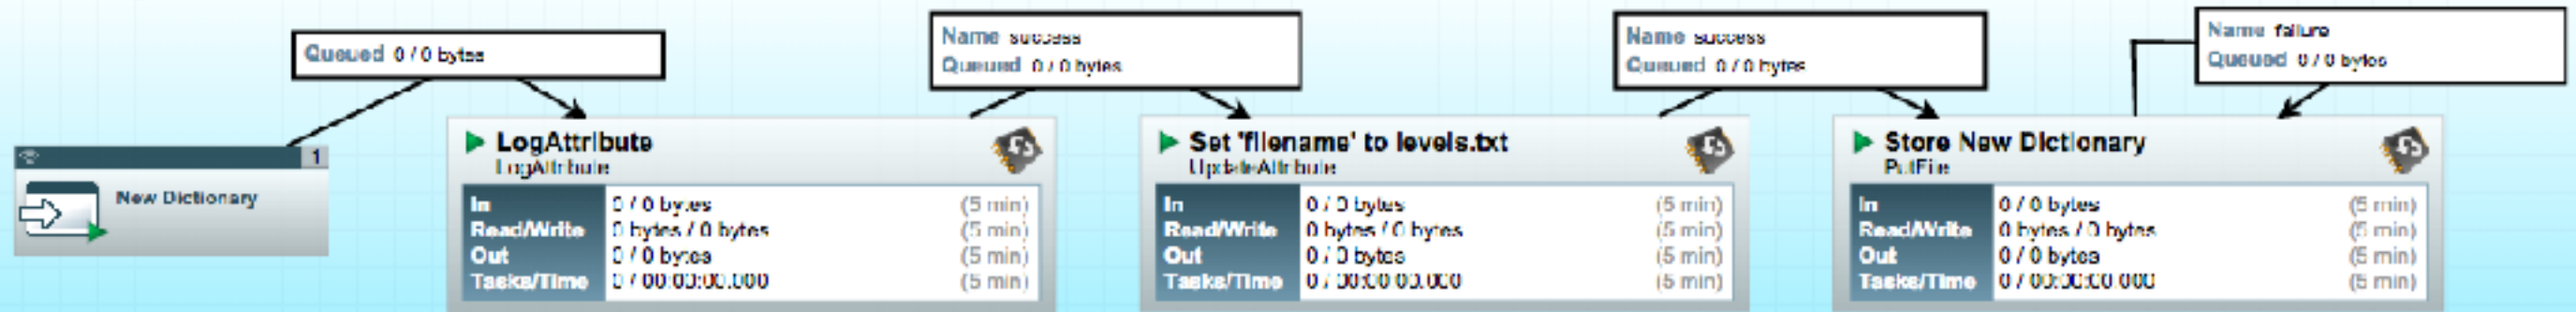 Queued 0 / 0 bytes
Name success
Queued 0 / 0 bytes
Name success
Queued 0 / 0 bytes
Name failure
Queued 0 / 0 bytes
1
New Dictionary
LogAttribute
LogAttribute
In 0 / 0 bytes (5 min)
Read/Write 0 bytes / 0 bytes (5 min)
Out 0 / 0 bytes (5 min)
Tasks/Time 0 / 00:00:00.000 (5 min)
Set 'filename' to levels.txt
UpdateAttribute
In 0 / 0 bytes (5 min)
Read/Write 0 bytes / 0 bytes (5 min)
Out 0 / 0 bytes (5 min)
Tasks/Time 0 / 00:00:00.000 (5 min)
Store New Dictionary
PutFile
In 0 / 0 bytes (5 min)
Read/Write 0 bytes / 0 bytes (5 min)
Out 0 / 0 bytes (5 min)
Tasks/Time 0 / 00:00:00.000 (5 min)